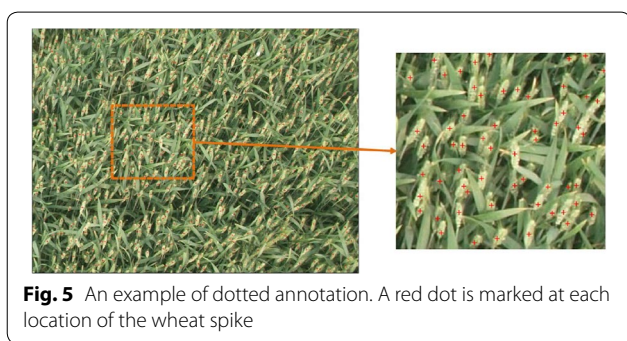 Fig. 5 An example of dotted annotation. A red dot is marked at each
location of the wheat spike